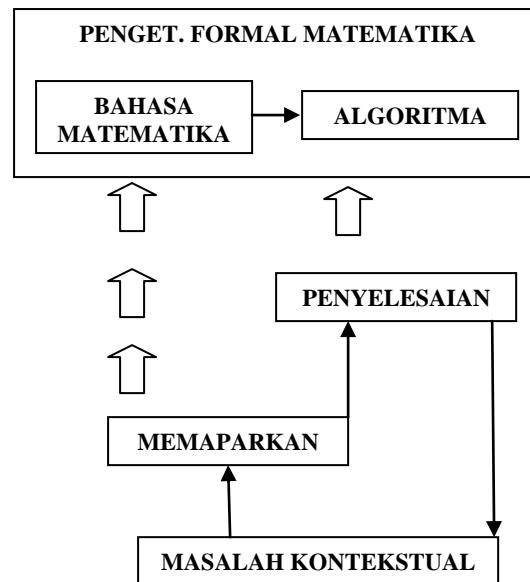 PENGET. FORMAL MATEMATIKA
BAHASA
MATEMATIKA
ALGORITMA
PENYELESAIAN
MEMAPARKAN
MASALAH KONTEKSTUAL